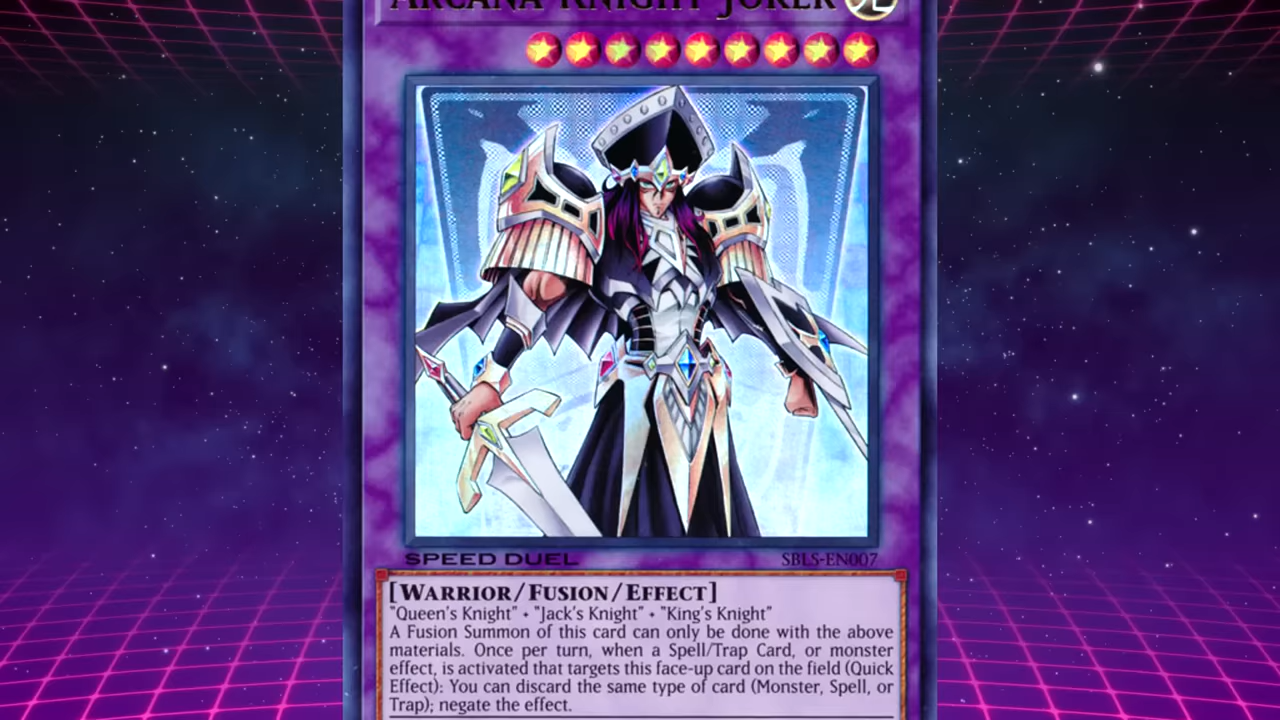 ARCANA KNIGHT JOKER
SPEED DUEL
SBLS-EN007
[WARRIOR/FUSION/EFFECT]
"Queen's Knight" + "Jack's Knight" + "King's Knight"
A Fusion Summon of this card can only be done with the above
materials. Once per turn, when a Spell/Trap Card, or monster
effect, is activated that targets this face-up card on the field (Quick
Effect): You can discard the same type of card (Monster, Spell, or
Trap); negate the effect.